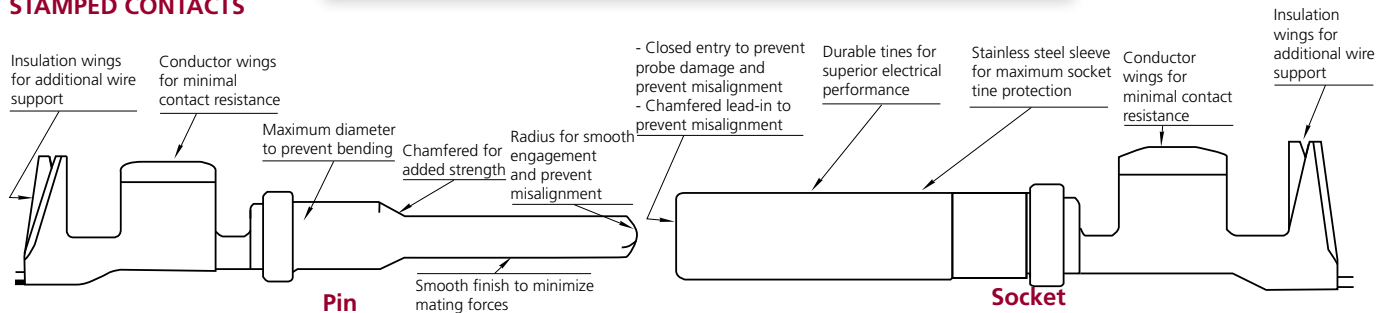 STAMPED CONTACTS
Insulation wings
for additional wire
support
Conductor wings
for minimal
contact resistance
Maximum diameter
to prevent bending
Chamfered for
added strength
Radius for smooth
engagement
and prevent
misalignment
Smooth finish to minimize
mating forces
Pin
- Closed entry to prevent
probe damage and
prevent misalignment
- Chamfered lead-in to
prevent misalignment
Durable tines for
superior electrical
performance
Stainless steel sleeve
for maximum socket
tine protection
Conductor
wings for
minimal contact
resistance
Insulation
wings for
additional wire
support
Socket